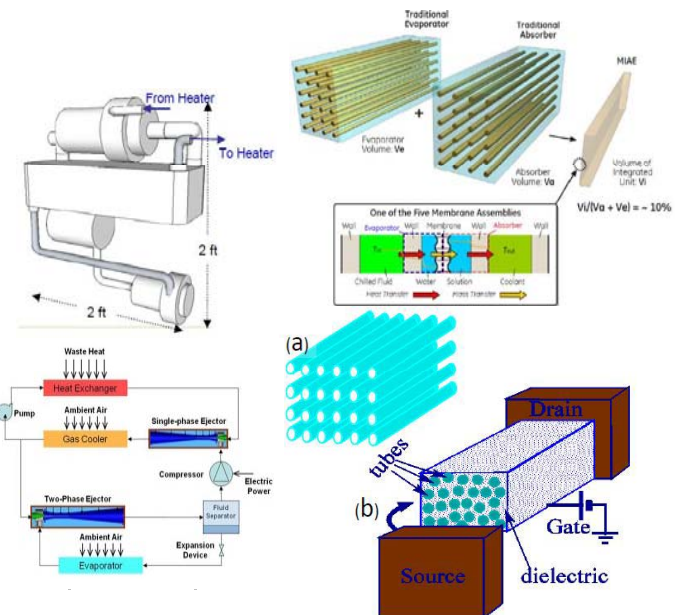 From Heater
To Heater
2 ft
2 ft
Traditional
Evaporator
Traditional
Absorber
MIAE
+
Evaporator
Volume: Ve
Absorber
Volume: Va
Volume of
Integrated
Unit: Vi
Vi/(Va + Ve) = ~ 10%
One of the Five Membrane Assemblies
Evaporator
Absorber
Wall
Wall
Membrane
Wall
Wall
Chilled Fluid
Water
Solution
Coolant
Heat Transfer
Mass Transfer
Waste Heat
Heat Exchanger
Pump
Ambient Air
Single-phase Ejector
Gas Cooler
Compressor
Electric
Power
Two-Phase Ejector
Fluid
Separator
Ambient Air
Expansion
Device
Evaporator
(a)
Drain
tubes
(b)
Gate
Source
dielectric